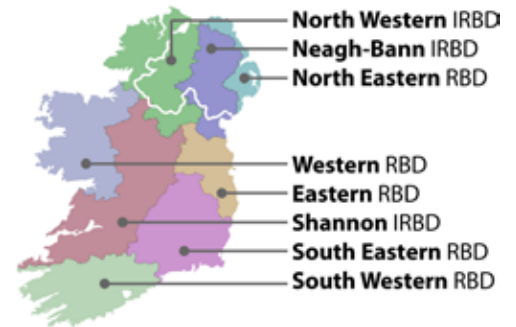 North Western IRBD
Neagh-Bann IRBD
North Eastern RBD
Western RBD
Eastern RBD
Shannon IRBD
South Eastern RBD
South Western RBD